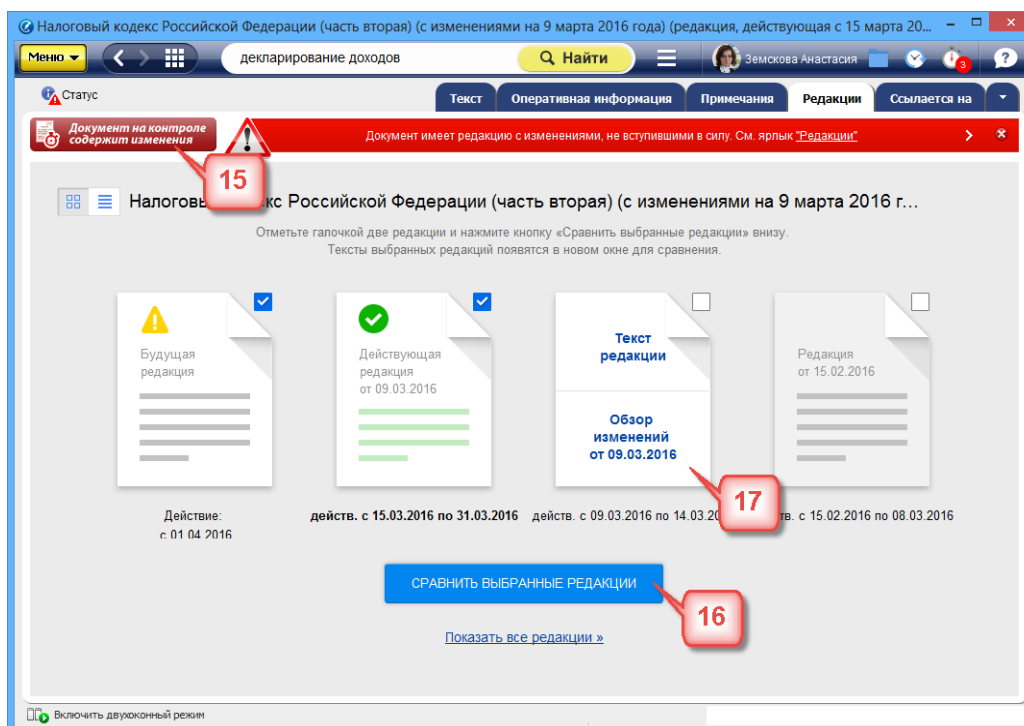 Налоговый кодекс Российской Федерации (часть вторая) (с изменениями на 9 марта 2016 года) (редакция, действующая с 15 марта 20...
Меню
декларирование доходов
Найти
Земскова Анастасия
3
?
Статус
Текст
Оперативная информация
Примечания
Редакции
Ссылается на
Документ на контроле
содержит изменения
Документ имеет редакцию с изменениями, не вступившими в силу. См. ярлык "Редакции"
15
Налоговы кс Российской Федерации (часть вторая) (с изменениями на 9 марта 2016 г...
Отметьте галочкой две редакции и нажмите кнопку «Сравнить выбранные редакции» внизу.
Тексты выбранных редакций появятся в новом окне для сравнения.
Будущая
редакция
Действующая
редакция
от 09.03.2016
Текст
редакции
Обзор
изменений
от 09.03.2016
Редакция
от 15.02.2016
17
Действие:
с 01.04.2016
действ. с 15.03.2016 по 31.03.2016
действ. с 09.03.2016 по 14.03.20
в. с 15.02.2016 по 08.03.2016
СРАВНИТЬ ВЫБРАННЫЕ РЕДАКЦИИ
16
Показать все редакции »
Включить двухоконный режим